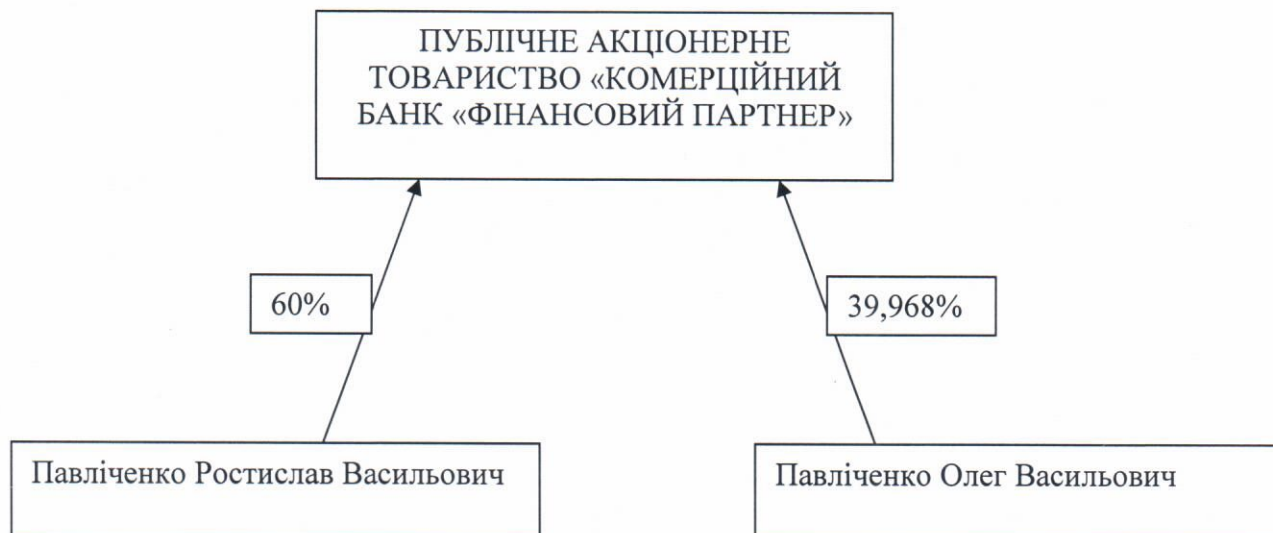 ПУБЛІЧНЕ АКЦІОНЕРНЕ
ТОВАРИСТВО «КОМЕРЦІЙНИЙ
БАНК «ФІНАНСОВИЙ ПАРТНЕР»
60%
39,968%
Павліченко Ростислав Васильович
Павліченко Олег Васильович